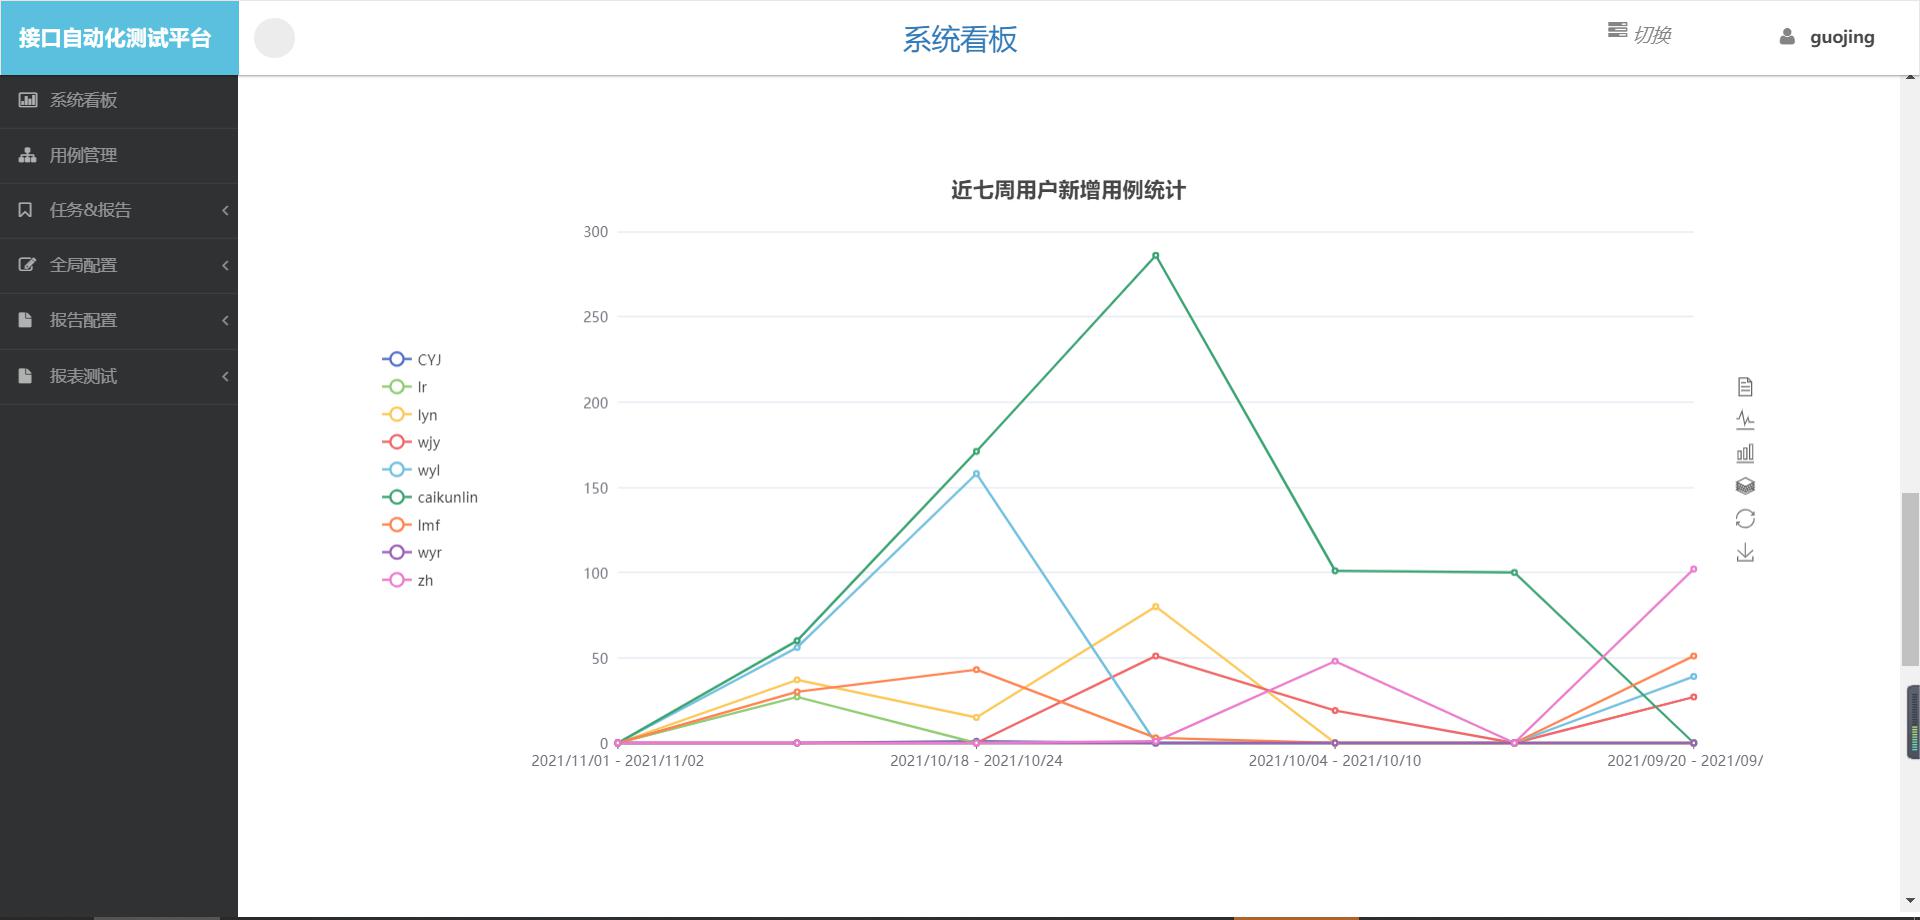 接口自动化测试平台
系统看板
切换
guojing
系统看板
用例管理
任务&报告
全局配置
报告配置
报表测试
近七周用户新增用例统计
CYJ
lr
lyn
wjy
wyl
caikunlin
lmf
wyr
zh
300
250
200
150
100
50
0
2021/11/01 - 2021/11/02
2021/10/18 - 2021/10/24
2021/10/04 - 2021/10/10
2021/09/20 - 2021/09/